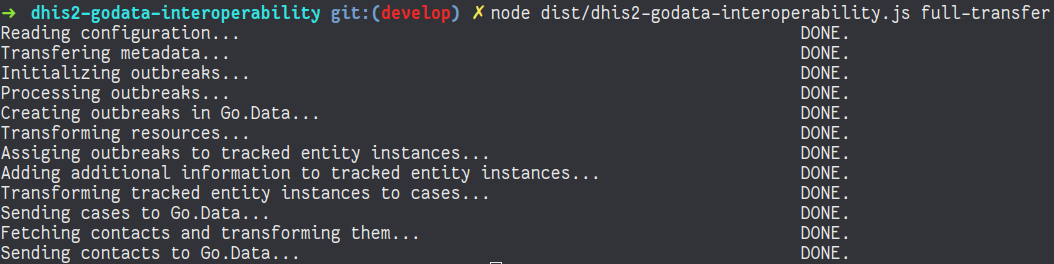 ➜ dhis2-godata-interoperability git:(develop) ✗ node dist/dhis2-godata-interoperability.js full-transfer
Reading configuration... DONE.
Transfering metadata... DONE.
Initializing outbreaks... DONE.
Processing outbreaks... DONE.
Creating outbreaks in Go.Data... DONE.
Transforming resources... DONE.
Assiging outbreaks to tracked entity instances... DONE.
Adding additional information to tracked entity instances... DONE.
Transforming tracked entity instances to cases... DONE.
Sending cases to Go.Data... DONE.
Fetching contacts and transforming them... DONE.
Sending contacts to Go.Data... DONE.